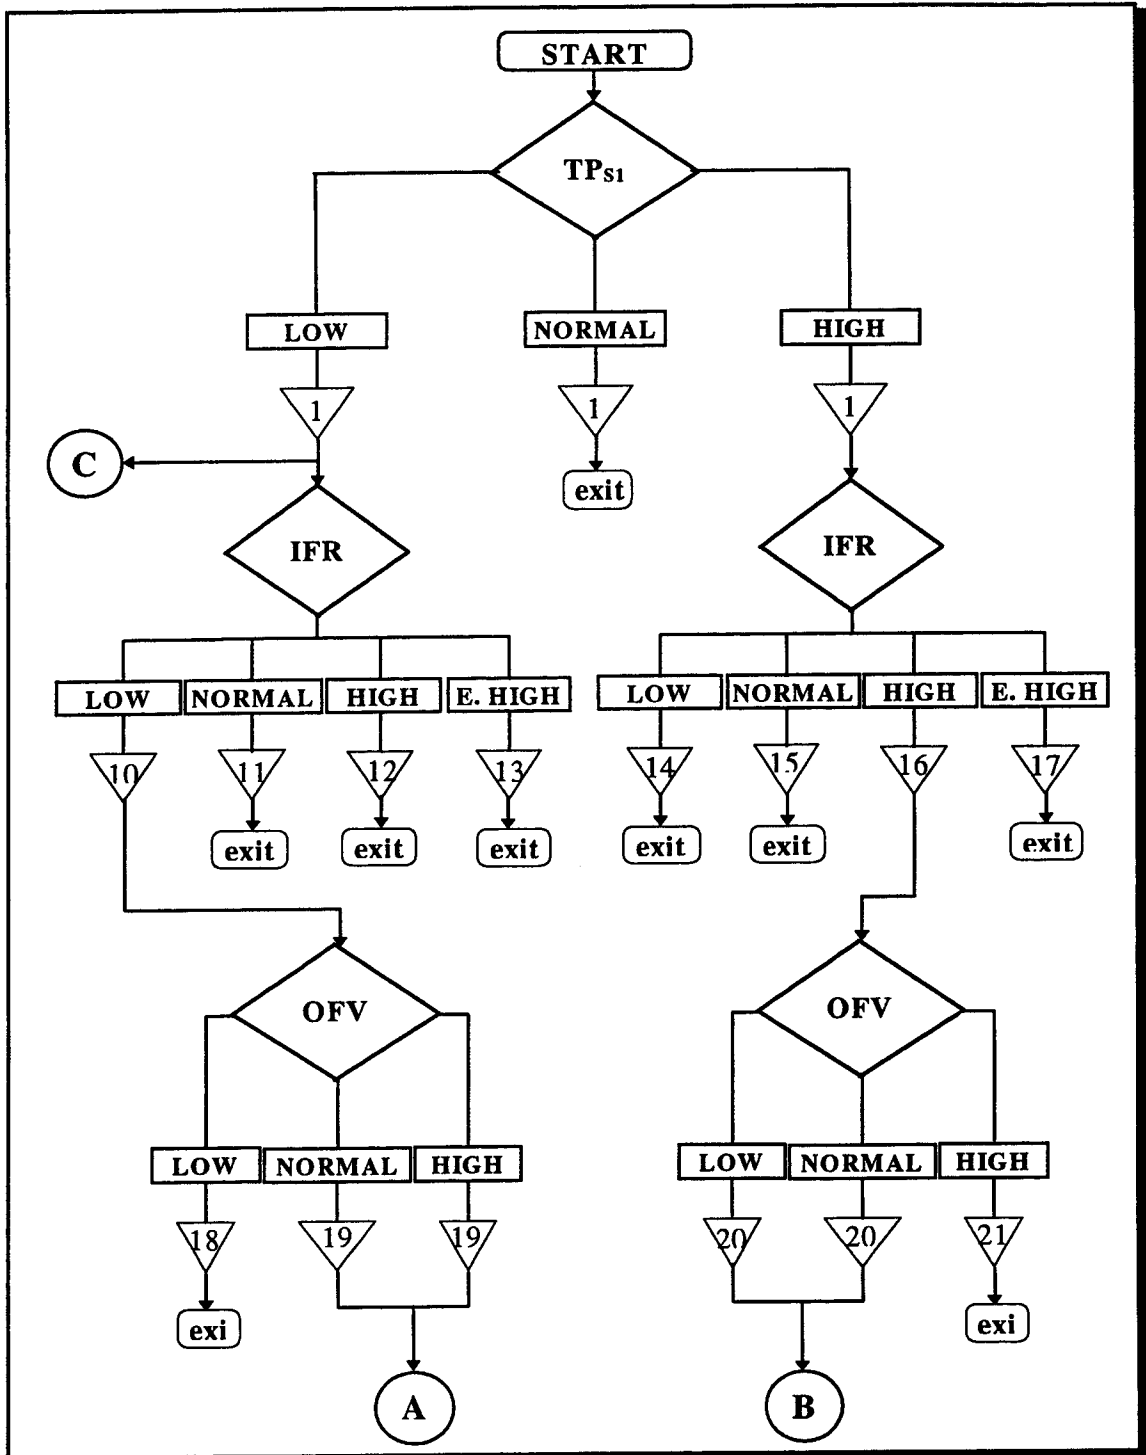 START
TPS1
LOW NORMAL HIGH
1 1 1
C
exit
IFR IFR
LOW NORMAL HIGH E. HIGH LOW NORMAL HIGH E. HIGH
10 11 12 13 14 15 16 17
exit exit exit exit exit exit
OFV OFV
LOW NORMAL HIGH LOW NORMAL HIGH
18 19 19 20 20 21
exi exi
A B